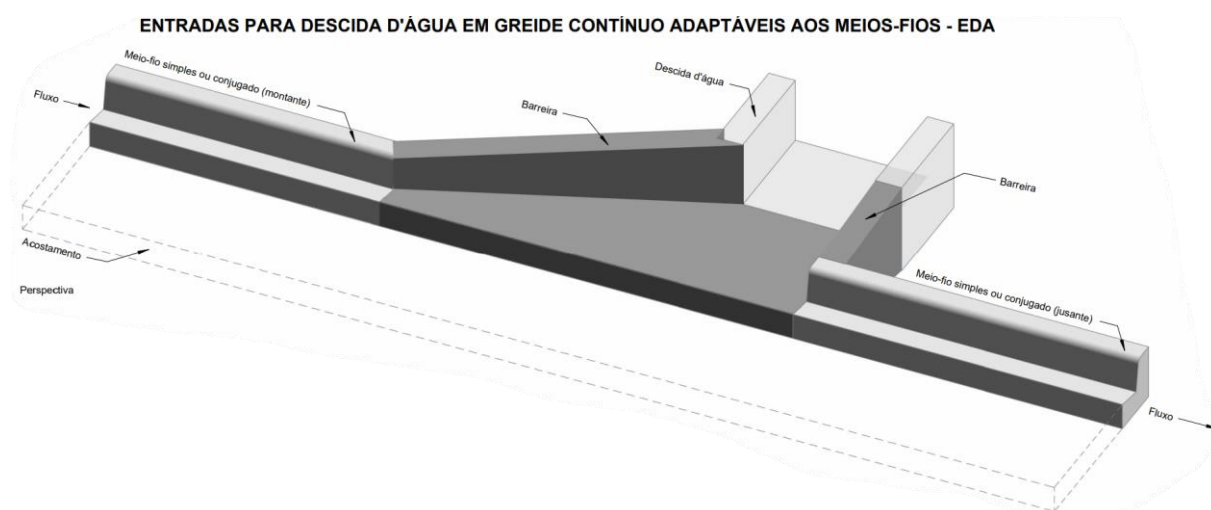 ENTRADAS PARA DESCIDA D'ÁGUA EM GREIDE CONTÍNUO ADAPTÁVEIS AOS MEIOS-FIOS - EDA
Meio-fio simples ou conjugado (montante)
Descida d'água
Fluxo
Barreira
Barreira
Acostamento
Meio-fio simples ou conjugado (jusante)
Perspectiva
Fluxo